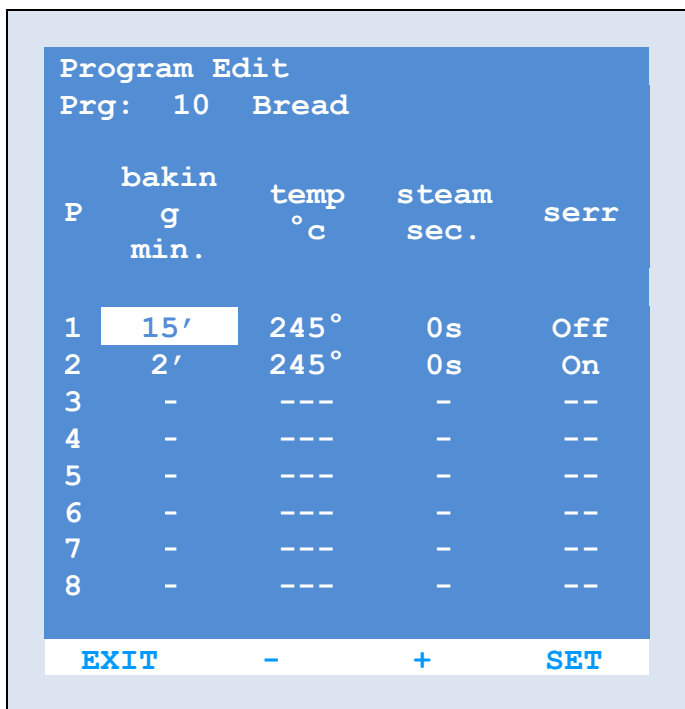 Program Edit
Prg: 10 Bread
P bakin g min. temp °c steam sec. serr
1 15′ 245° 0s Off
2 2′ 245° 0s On
3 - --- - --
4 - --- - --
5 - --- - --
6 - --- - --
7 - --- - --
8 - --- - --
EXIT - + SET